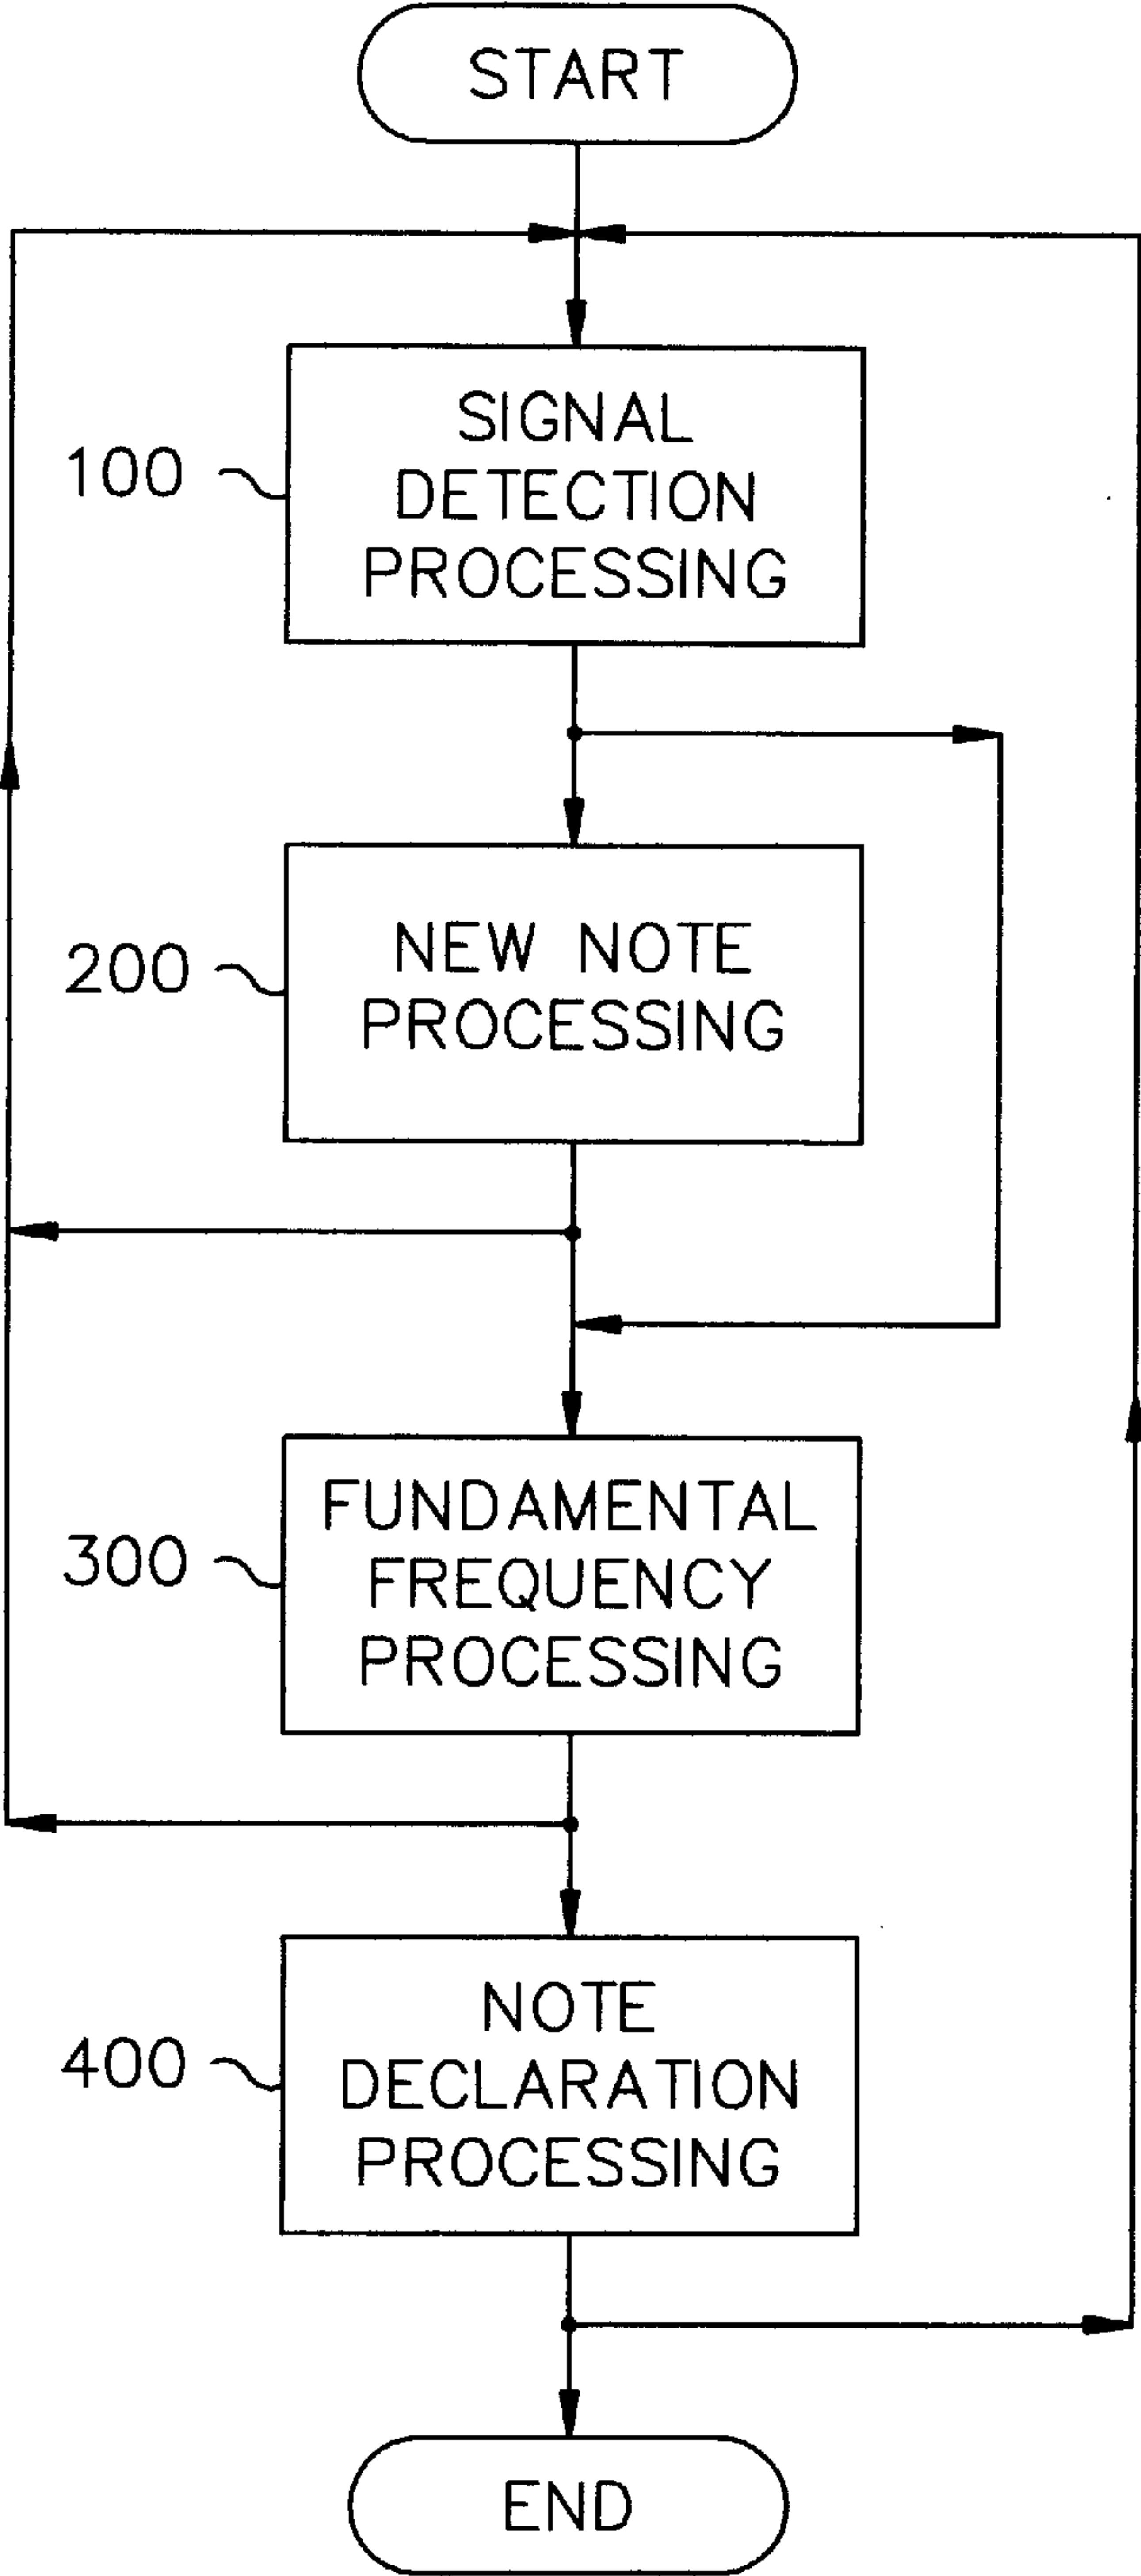 START
100
SIGNAL
DETECTION
PROCESSING
200
NEW NOTE
PROCESSING
300
FUNDAMENTAL
FREQUENCY
PROCESSING
400
NOTE
DECLARATION
PROCESSING
END